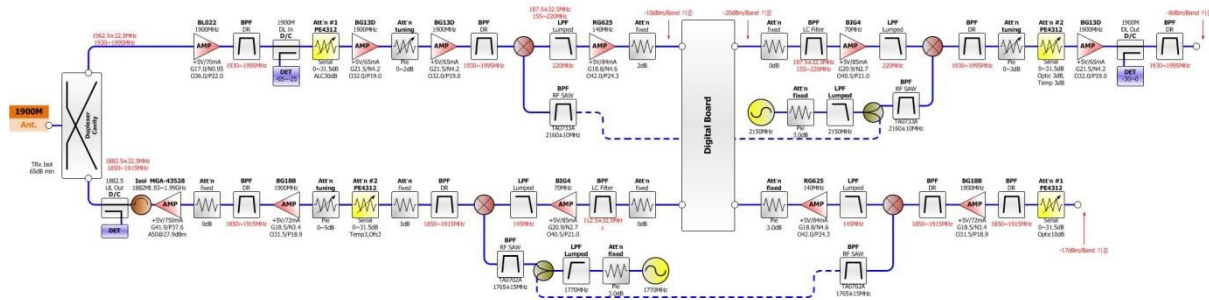 1962.5±32.5MHz
1930~1995MHz
BL022
1900MHz
AMP
+5V/70mA
G17.0/N0.95
O36.0/P22.0
BPF
DR
1930~1995MHz
1900M
DL In
D/C
DET
-65~-25
Att'n #1
PE4312
Serial
0~31.5dB
ALC30dB
BG13D
1900MHz
AMP
+5V/65mA
G21.5/N4.2
O32.0/P19.0
Att'n
tuning
Pie
0~2dB
BG13D
1900MHz
AMP
+5V/65mA
G21.5/N4.2
O32.0/P19.0
BPF
DR
1930~1995MHz
187.5±32.5MHz
155~220MHz
LPF
Lumped
220MHz
RG625
140MHz
AMP
+5V/84mA
G18.8/N4.6
O42.0/P24.3
Att'n
fixed
2dB
-19dBm/Band 기준
BPF
RF SAW
TA0733A
2160±10MHz
Digital Board
-20dBm/Band 기준
Att'n
fixed
9dB
BPF
LC Filter
187.5±32.5MHz
155~220MHz
BIG4
70MHz
AMP
+5V/85mA
G20.9/N2.7
O40.5/P21.0
LPF
Lumped
220MHz
BPF
DR
1930~1995MHz
Att'n
tuning
Pie
0~3dB
Att'n #2
PE4312
Serial
0~31.5dB
Optic 3dB,
Temp 3dB
BG13D
1900MHz
AMP
+5V/65mA
G21.5/N4.2
O32.0/P19.0
1900M
DL Out
D/C
DET
-30~0
BPF
DR
1930~1995MHz
-9dBm/Band 기준
2150MHz
Att'n
fixed
Pie
3.0dB
LPF
Lumped
2150MHz
BPF
RF SAW
TA0733A
2160±10MHz
1900M
Ant.
Duplexer
Cavity
TRx Isol
65dB min
1882.5±32.5MHz
1850~1915MHz
1882.5
UL Out
D/C
DET
Isol
1882M
MGA-43528
1.93~1.99GHz
AMP
+5V/750mA
G41.9/P37.6
A50@27.9dBm
Att'n
fixed
0dB
BPF
DR
1850~1915MHz
BG18B
1900MHz
AMP
+5V/72mA
G18.5/N3.4
O31.5/P18.9
Att'n
tuning
Pie
0~5dB
Att'n #2
PE4312
Serial
0~31.5dB
Temp3,Ofs3
Att'n
fixed
3dB
BPF
DR
1850~1915MHz
LPF
Lumped
145MHz
BIG4
70MHz
AMP
+5V/85mA
G20.9/N2.7
O40.5/P21.0
BPF
LC Filter
112.5±32.5MH
z
Att'n
fixed
6dB
BPF
RF SAW
TA0702A
1765±15MHz
LPF
Lumped
1770MHz
Att'n
fixed
Pie
3.0dB
1770MHz
Att'n
fixed
Pie
3.0dB
RG625
140MHz
AMP
+5V/84mA
G18.8/N4.6
O42.0/P24.3
LPF
Lumped
145MHz
BPF
DR
1850~1915MHz
BG18B
1900MHz
AMP
+5V/72mA
G18.5/N3.4
O31.5/P18.9
BPF
DR
1850~1915MHz
Att'n #1
PE4312
Serial
0~31.5dB
Optic10dB
-17dBm/Band 기준
BPF
RF SAW
TA0702A
1765±15MHz